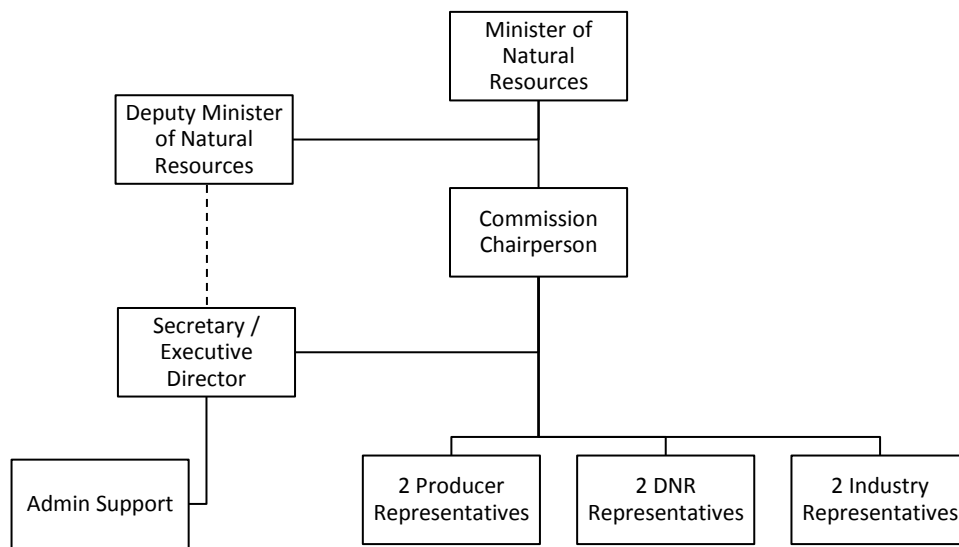 Minister of
Natural
Resources
Deputy Minister
of Natural
Resources
Commission
Chairperson
Secretary /
Executive
Director
Admin Support
2 Producer
Representatives
2 DNR
Representatives
2 Industry
Representatives